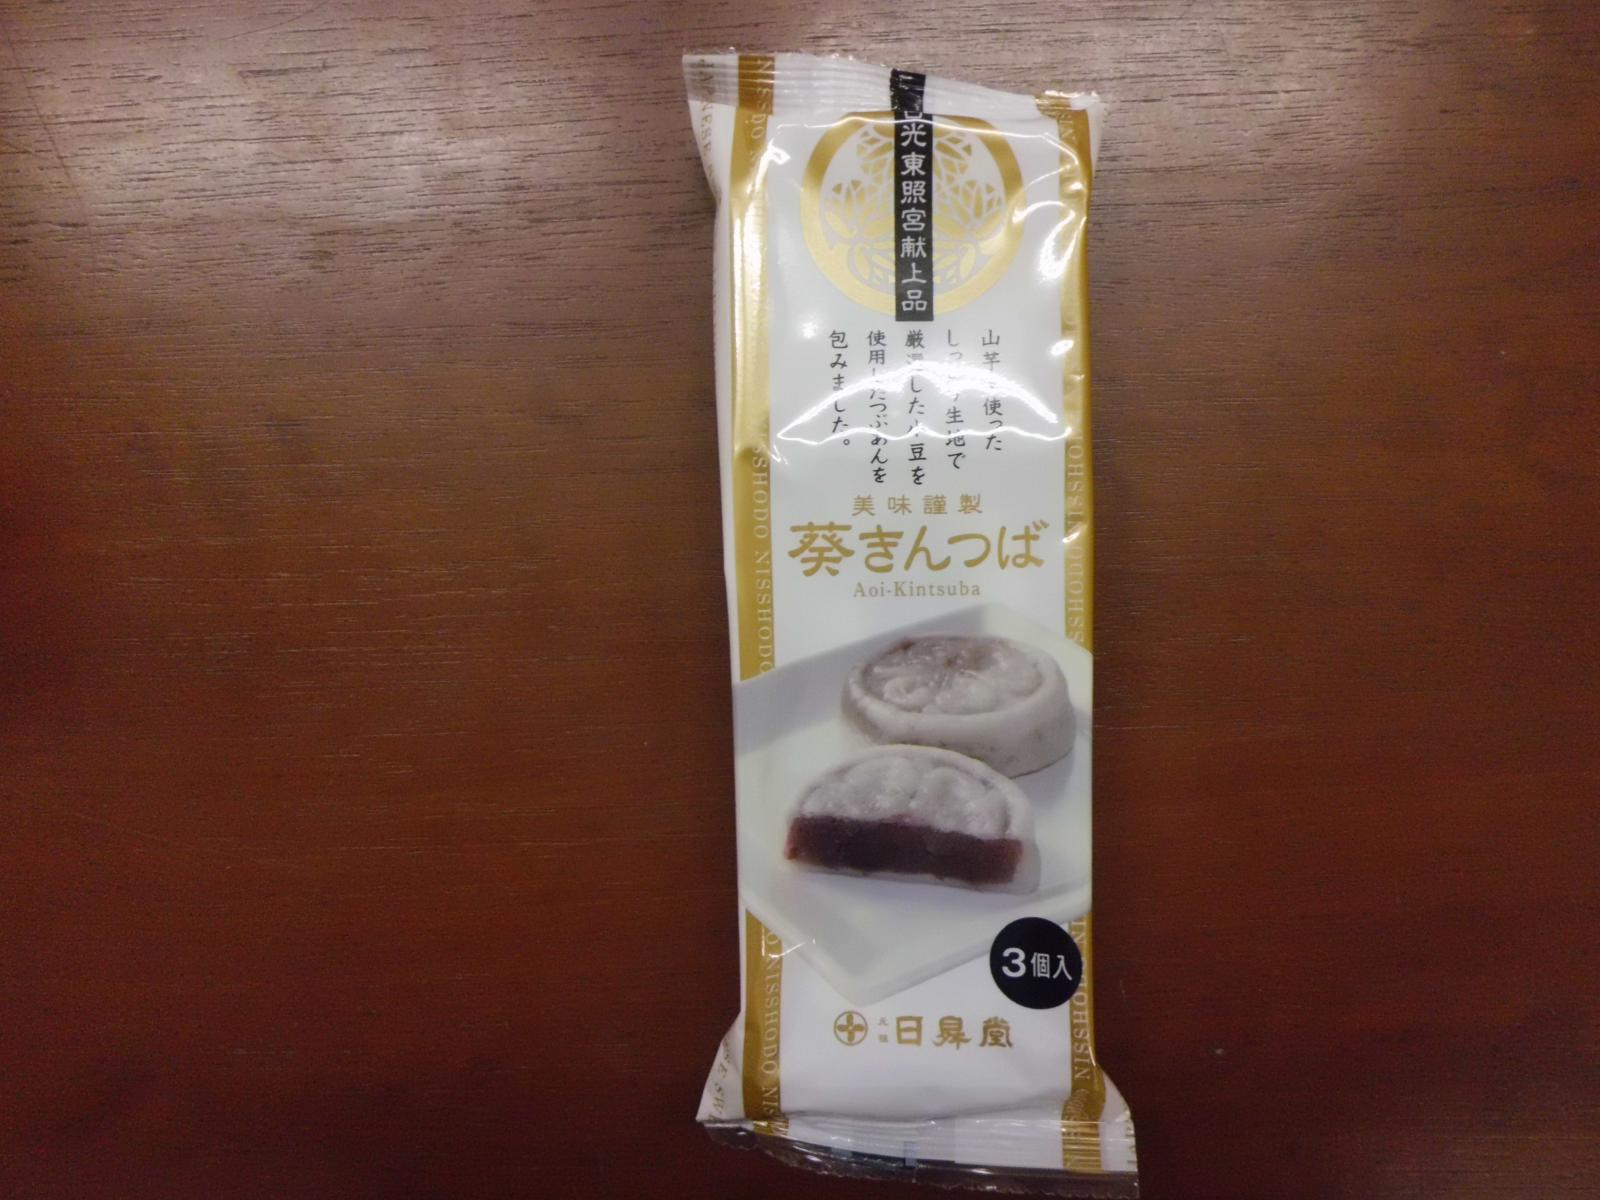 日光東照宮献上品
山芋を使った
しっとり生地で
厳選した小豆を
使用したつぶあんを
包みました。
美味謹製
葵きんつば
Aoi-Kintsuba
3個入
日昇堂
NISSHODO NISSHODO
NISSHODO